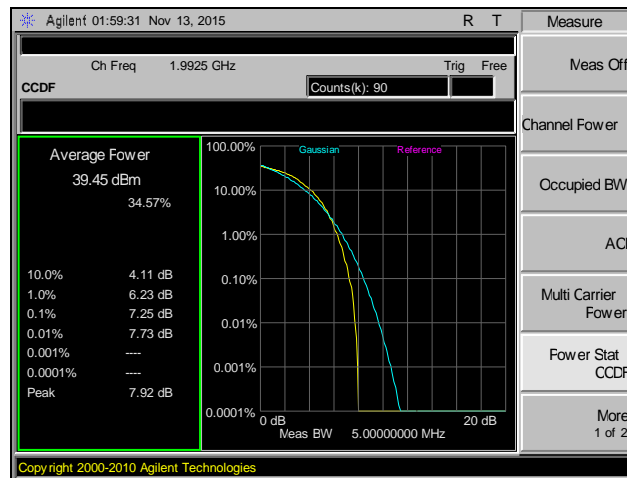 Agilent 01:59:31 Nov 13, 2015 R T
Measure
Ch Freq 1.9925 GHz Trig Free
CCDF
Counts(k): 90
Meas Off
Channel Power
Occupied BW
Multi Carrier
Power
Power Stat
CCDF
More
1 of 2
Average Power
39.45 dBm
34.57%
10.0% 4.11 dB
1.0% 6.23 dB
0.1% 7.25 dB
0.01% 7.73 dB
0.001% ----
0.0001% ----
Peak 7.92 dB
Gaussian Reference
100.00%
10.00%
1.00%
0.10%
0.01%
0.001%
0.0001%
0 dB 20 dB
Meas BW 5.00000000 MHz
Copyright 2000-2010 Agilent Technologies